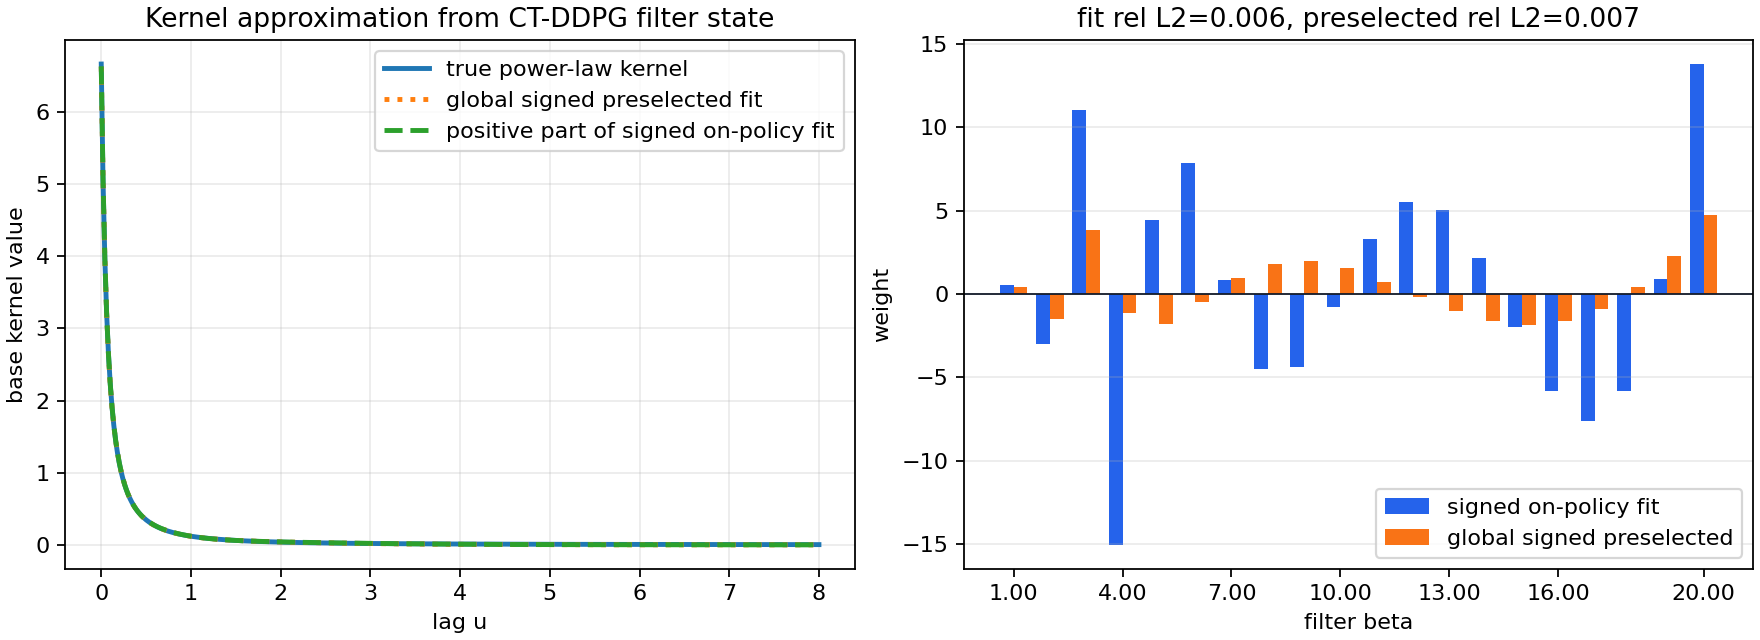 Kernel approximation from CT-DDPG filter state
true power-law kernel
global signed preselected fit
positive part of signed on-policy fit
base kernel value
6
5
4
3
2
1
0
0 1 2 3 4 5 6 7 8
lag u
fit rel L2=0.006, preselected rel L2=0.007
weight
15
10
5
0
−5
−10
−15
signed on-policy fit
global signed preselected
1.00 4.00 7.00 10.00 13.00 16.00 20.00
filter beta